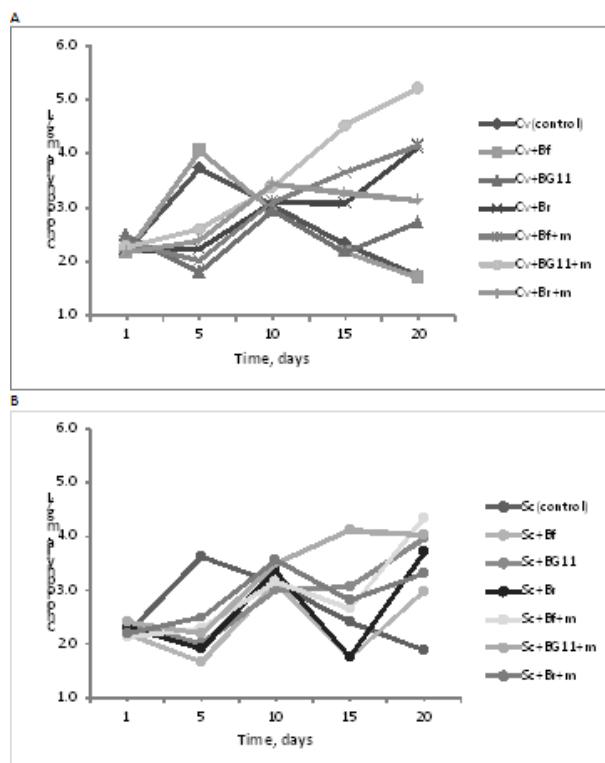 A
6.0
5.0
4.0
3.0
2.0
1.0
1 5 10 15 20
Time, days
Chlorophyll a, mg/L
Cv(control)
Cv+Bf
Cv+BG11
Cv+Br
Cv+Bf+m
Cv+BG11+m
Cv+Br+m
B
6.0
5.0
4.0
3.0
2.0
1.0
1 5 10 15 20
Time, days
Sc(control)
Sc+Bf
Sc+BG11
Sc+Br
Sc+Bf+m
Sc+BG11+m
Sc+Br+m